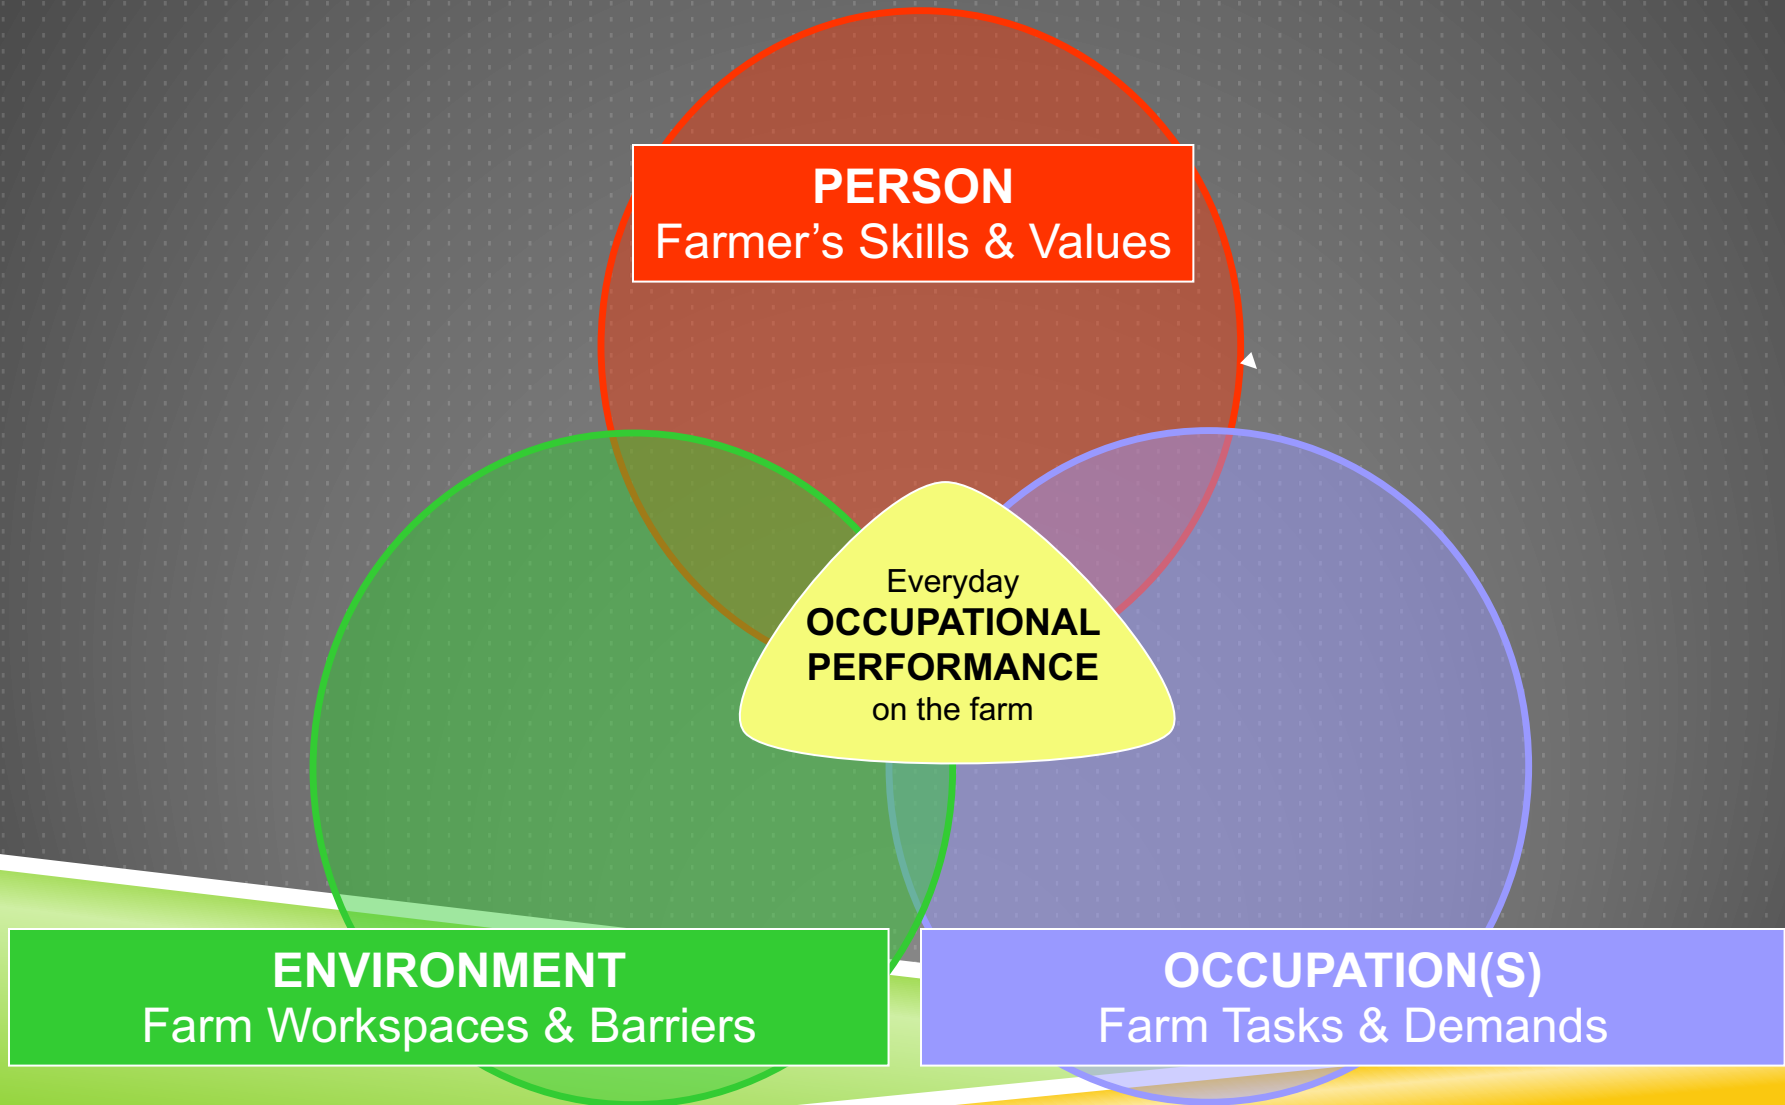 PERSON
Farmer’s Skills & Values
Everyday
OCCUPATIONAL
PERFORMANCE
on the farm
ENVIRONMENT
Farm Workspaces & Barriers
OCCUPATION(S)
Farm Tasks & Demands